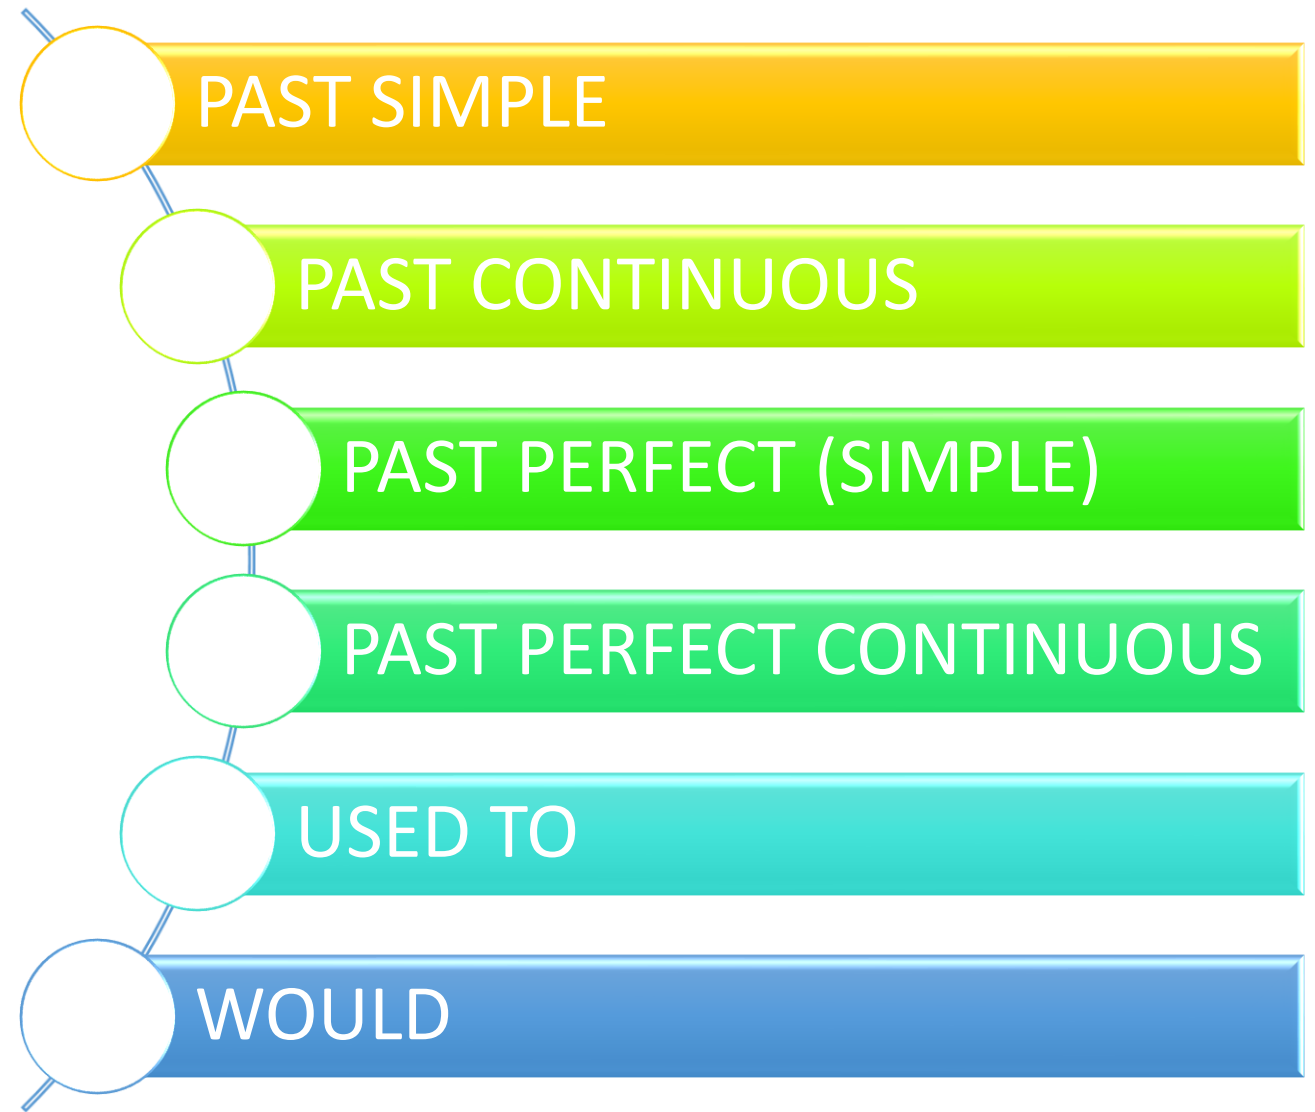 PAST SIMPLE
PAST CONTINUOUS
PAST PERFECT (SIMPLE)
PAST PERFECT CONTINUOUS
USED TO
WOULD